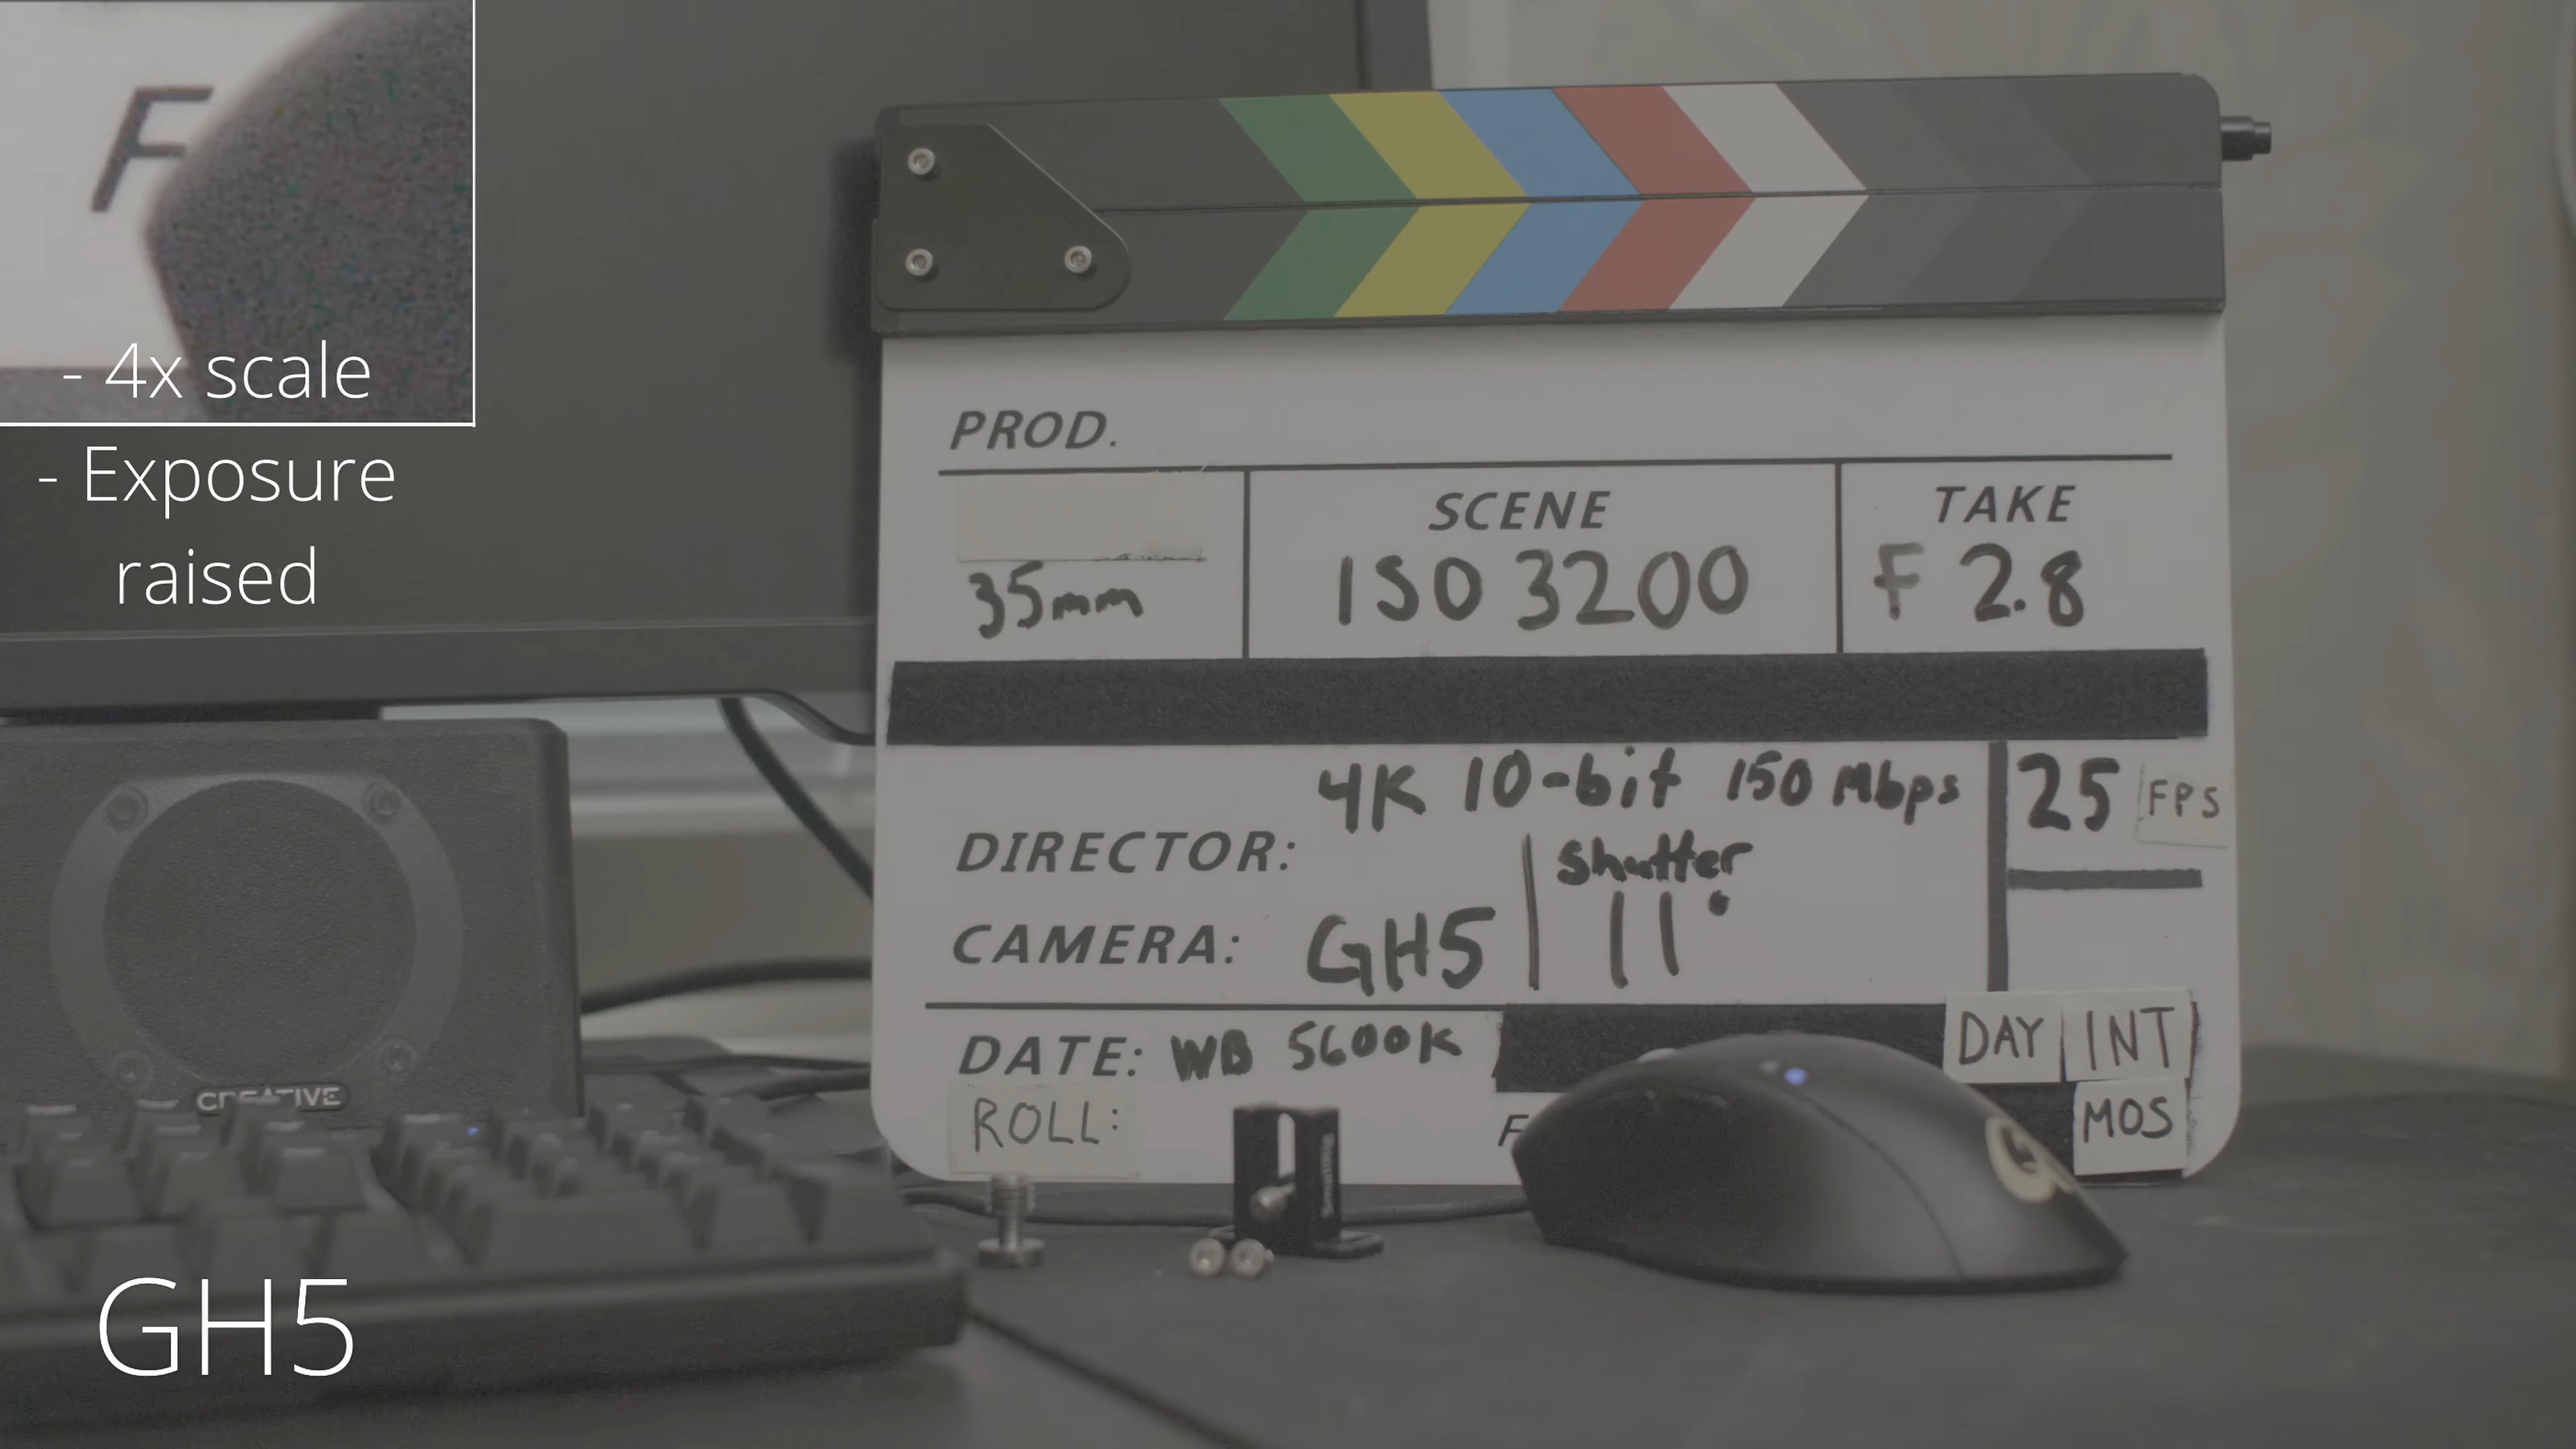 F
- 4x scale
- Exposure
raised
PROD.
SCENE
TAKE
35mm
ISO 3200
F 2.8
4K 10-bit 150 Mbps
25 FPS
DIRECTOR:
Shutter
CAMERA: GH5
11°
DATE: WB 5600K
DAY INT
CREATIVE
ROLL:
F
MOS
GH5